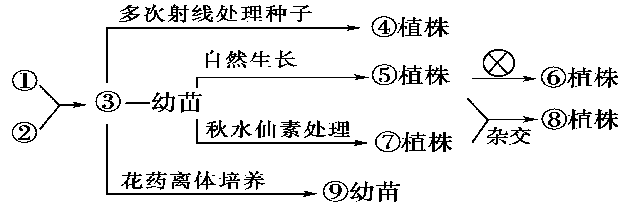 多次射线处理种子
④植株
自然生长
①
⑤植株
⑥植株
③
幼苗
②
秋水仙素处理
⑧植株
⑦植株
杂交
花药离体培养
⑨幼苗